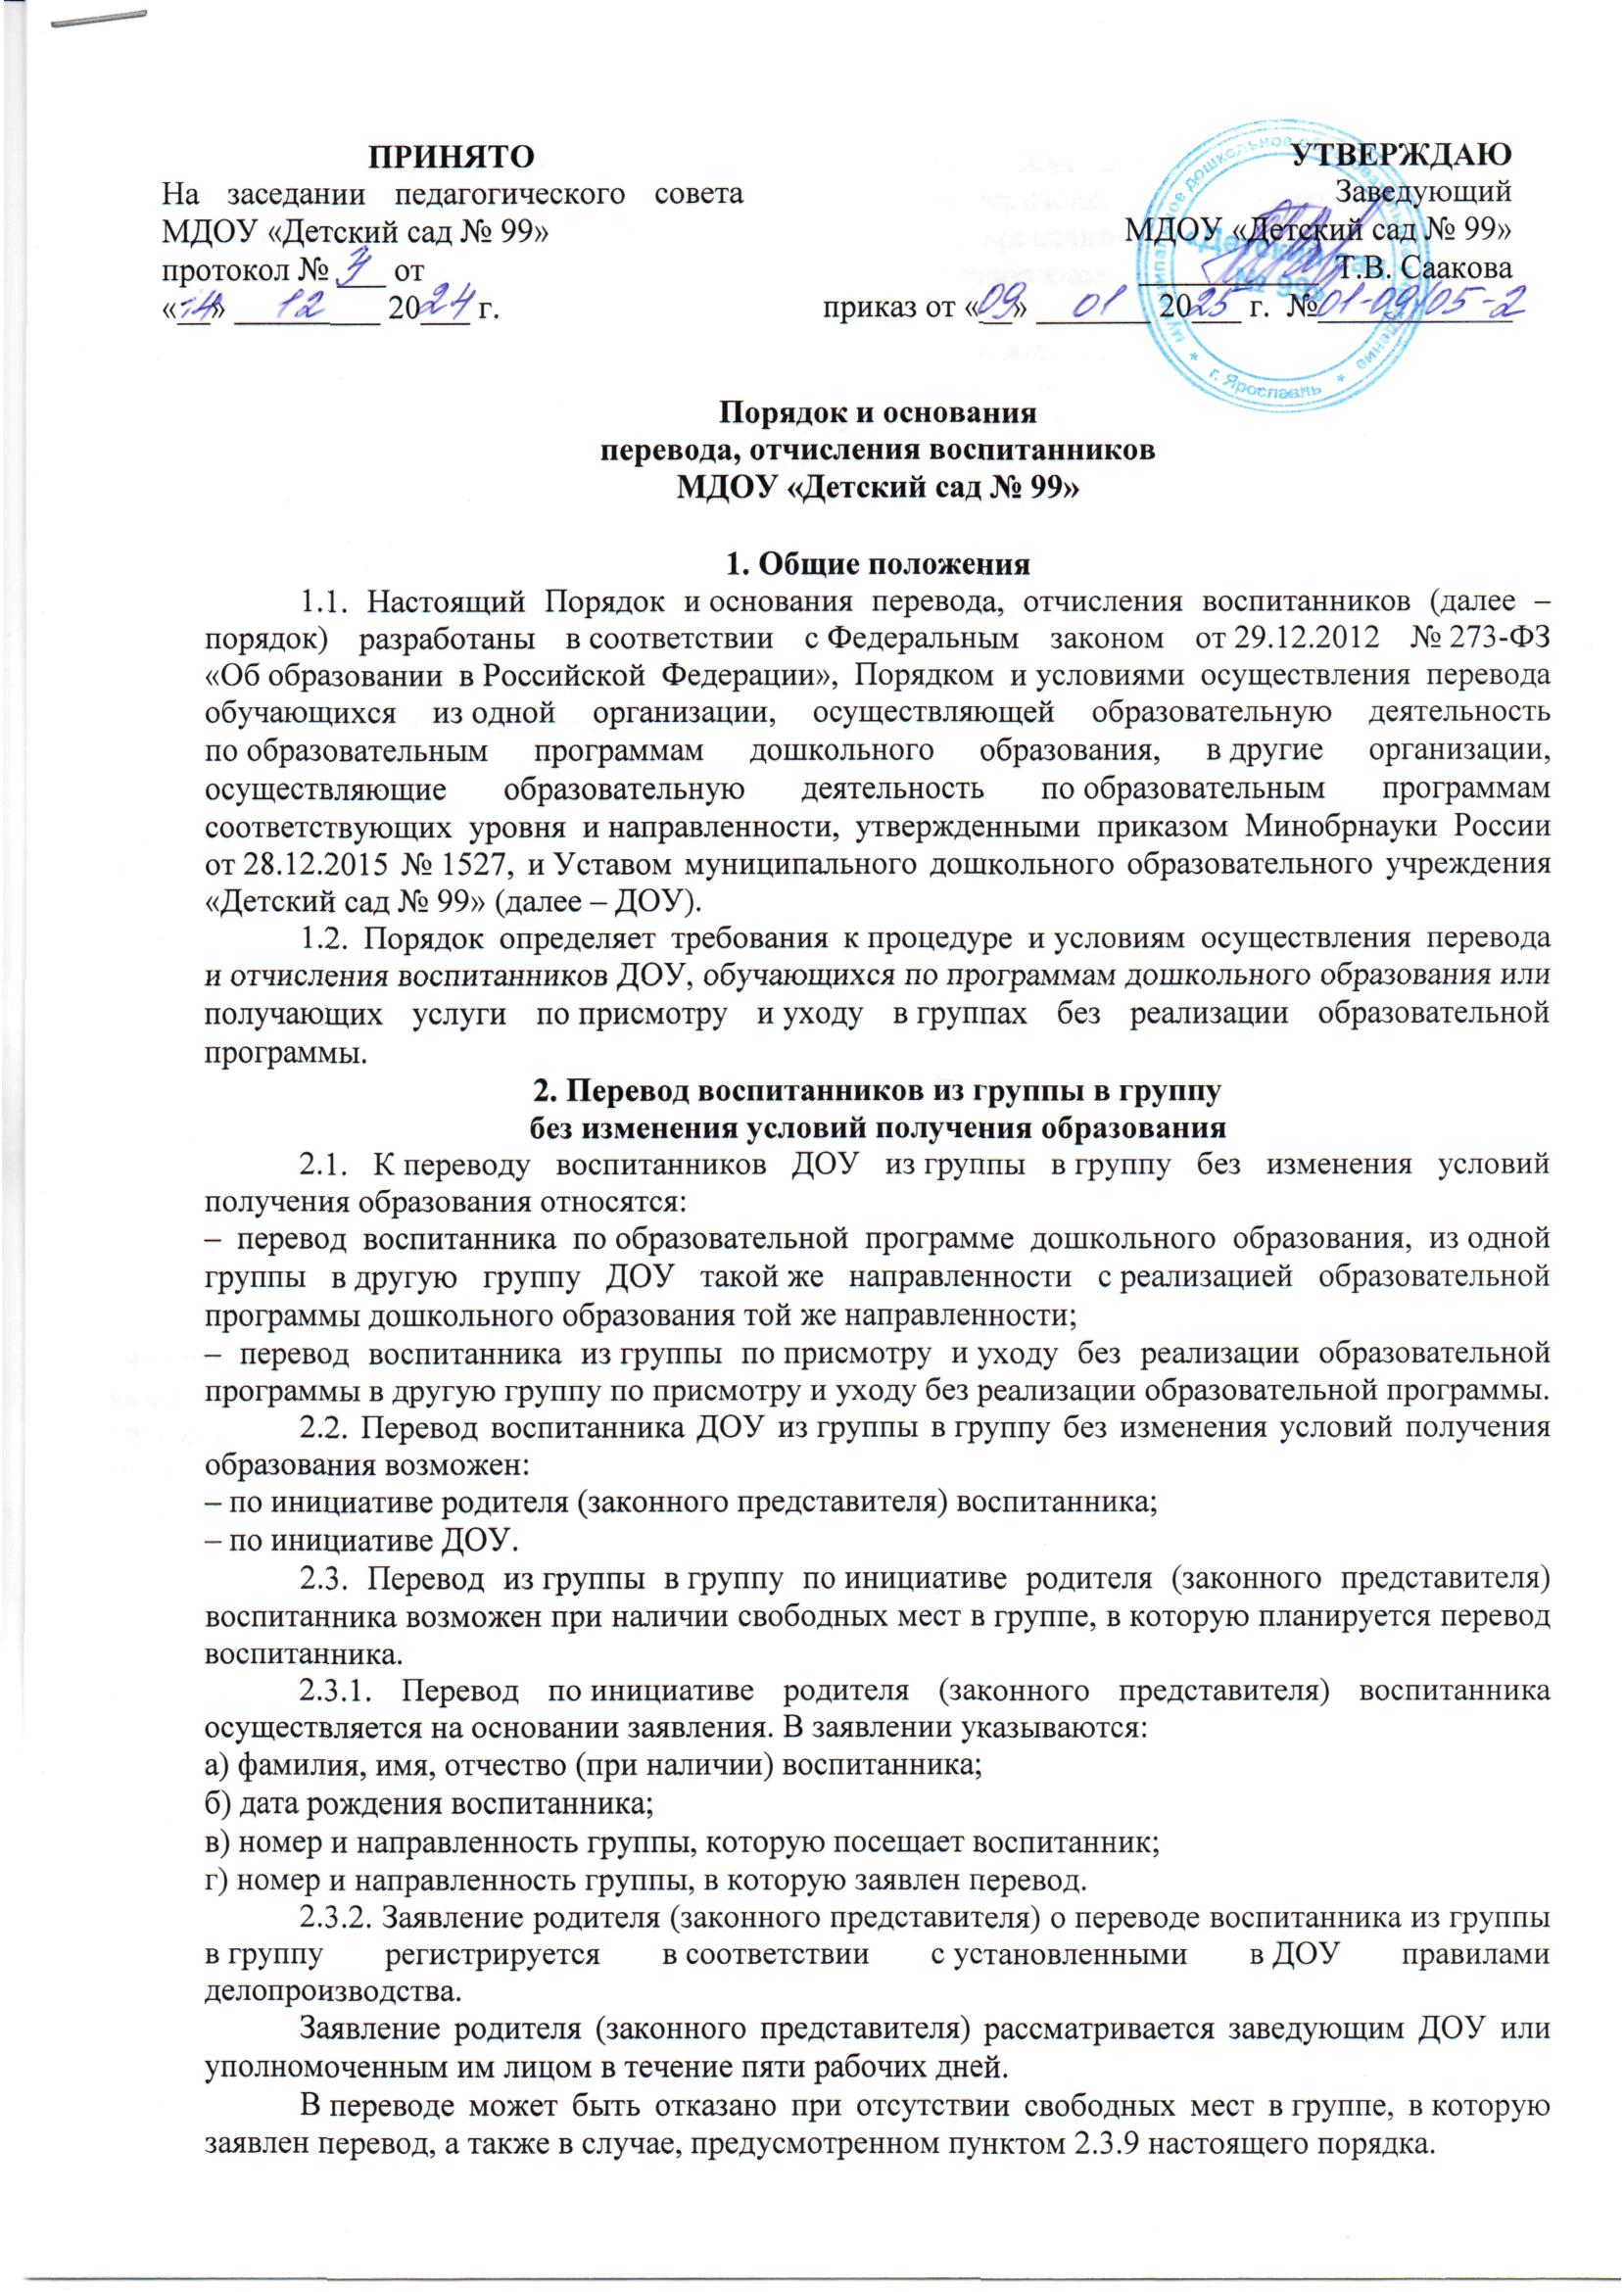 ПРИНЯТО
На заседании педагогического совета
МДОУ «Детский сад № 99»
протокол № 3 от
«14» 12 2024 г.
УТВЕРЖДАЮ
Заведующий
МДОУ «Детский сад № 99»
Т.В. Саакова
приказ от «09» 01 2025 г. № 01-09/05-2
муниципальное дошкольное образовательное учреждение
«Детский сад
№ 99»
* г. Ярославль *
Порядок и основания
перевода, отчисления воспитанников
МДОУ «Детский сад № 99»
1. Общие положения
1.1. Настоящий Порядок и основания перевода, отчисления воспитанников (далее –
порядок) разработаны в соответствии с Федеральным законом от 29.12.2012 № 273-ФЗ
«Об образовании в Российской Федерации», Порядком и условиями осуществления перевода
обучающихся из одной организации, осуществляющей образовательную деятельность
по образовательным программам дошкольного образования, в другие организации,
осуществляющие образовательную деятельность по образовательным программам
соответствующих уровня и направленности, утвержденными приказом Минобрнауки России
от 28.12.2015 № 1527, и Уставом муниципального дошкольного образовательного учреждения
«Детский сад № 99» (далее – ДОУ).
1.2. Порядок определяет требования к процедуре и условиям осуществления перевода
и отчисления воспитанников ДОУ, обучающихся по программам дошкольного образования или
получающих услуги по присмотру и уходу в группах без реализации образовательной
программы.
2. Перевод воспитанников из группы в группу
без изменения условий получения образования
2.1. К переводу воспитанников ДОУ из группы в группу без изменения условий
получения образования относятся:
– перевод воспитанника по образовательной программе дошкольного образования, из одной
группы в другую группу ДОУ такой же направленности с реализацией образовательной
программы дошкольного образования той же направленности;
– перевод воспитанника из группы по присмотру и уходу без реализации образовательной
программы в другую группу по присмотру и уходу без реализации образовательной программы.
2.2. Перевод воспитанника ДОУ из группы в группу без изменения условий получения
образования возможен:
– по инициативе родителя (законного представителя) воспитанника;
– по инициативе ДОУ.
2.3. Перевод из группы в группу по инициативе родителя (законного представителя)
воспитанника возможен при наличии свободных мест в группе, в которую планируется перевод
воспитанника.
2.3.1. Перевод по инициативе родителя (законного представителя) воспитанника
осуществляется на основании заявления. В заявлении указываются:
а) фамилия, имя, отчество (при наличии) воспитанника;
б) дата рождения воспитанника;
в) номер и направленность группы, которую посещает воспитанник;
г) номер и направленность группы, в которую заявлен перевод.
2.3.2. Заявление родителя (законного представителя) о переводе воспитанника из группы
в группу регистрируется в соответствии с установленными в ДОУ правилами
делопроизводства.
Заявление родителя (законного представителя) рассматривается заведующим ДОУ или
уполномоченным им лицом в течение пяти рабочих дней.
В переводе может быть отказано при отсутствии свободных мест в группе, в которую
заявлен перевод, а также в случае, предусмотренном пунктом 2.3.9 настоящего порядка.